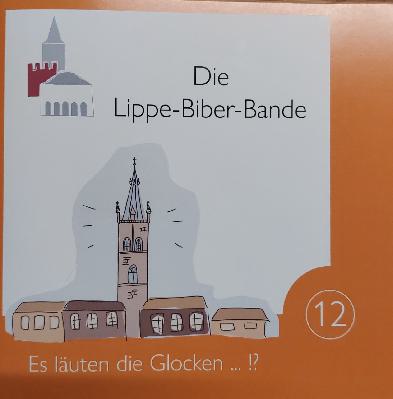 Die
Lippe-Biber-Bande
12
Es läuten die Glocken ... !?